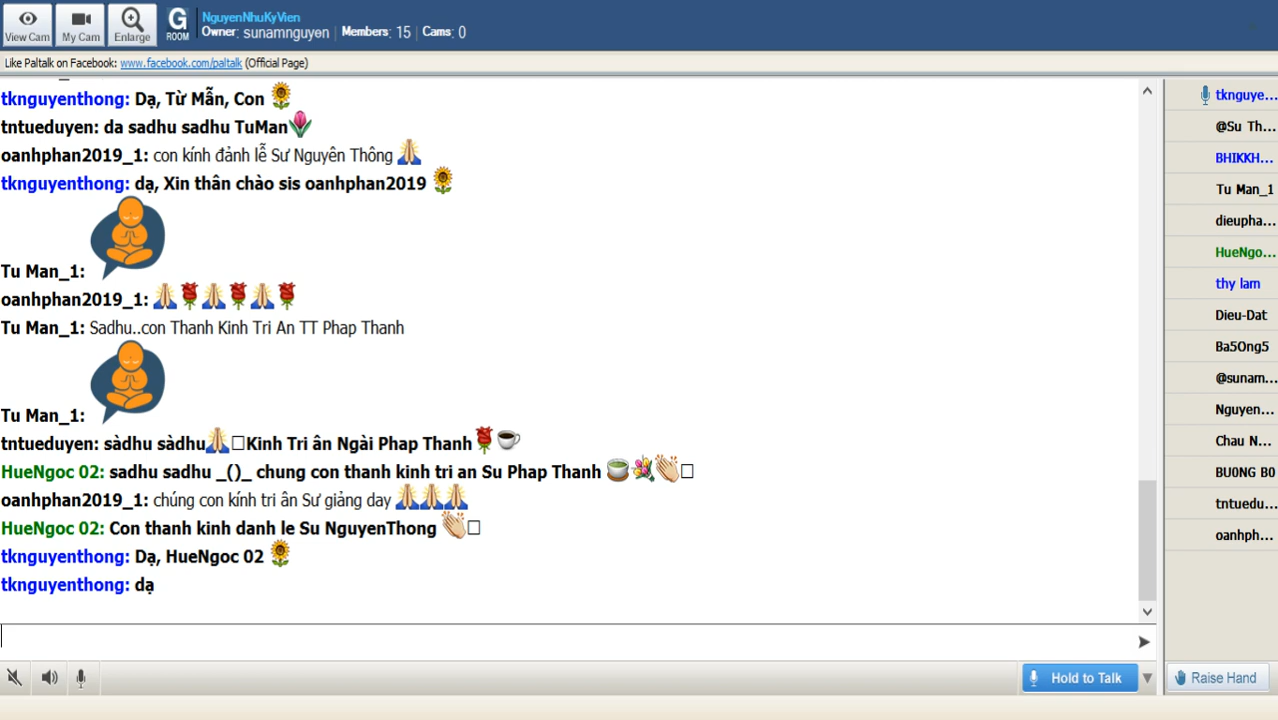 View Cam
My Cam
Enlarge
G
ROOM
NguyenNhuKyVien
Owner: sunamnguyen
Members: 15
Cams: 0
Like Paltalk on Facebook: www.facebook.com/paltalk (Official Page)
tknguyenthong: Dạ, Từ Mẫn, Con
tntueduyen: da sadhu sadhu TuMan
oanhphan2019_1: con kính đảnh lễ Sư Nguyên Thông
tknguyenthong: dạ, Xin thân chào sis oanhphan2019
Tu Man_1:
oanhphan2019_1:
Tu Man_1: Sadhu..con Thanh Kinh Tri An TT Phap Thanh
Tu Man_1:
tntueduyen: sàdhu sàdhu Kinh Tri ân Ngài Phap Thanh
HueNgoc 02: sadhu sadhu _()_ chung con thanh kinh tri an Su Phap Thanh
oanhphan2019_1: chúng con kính tri ân Sư giảng day
HueNgoc 02: Con thanh kinh danh le Su NguyenThong
tknguyenthong: Dạ, HueNgoc 02
tknguyenthong: dạ
tknguye...
@Su Th...
BHIKKH...
Tu Man_1
dieupha...
HueNgo...
thy lam
Dieu-Dat
Ba5Ong5
@sunam...
Nguyen...
Chau N...
BU0NG B0
tntuedu...
oanhph...
Hold to Talk
Raise Hand